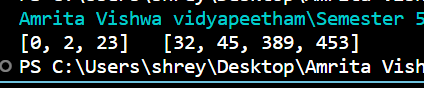 Amrita Vishwa vidyapeetham\Semester 5
[0, 2, 23]   [32, 45, 389, 453]
PS C:\Users\shrey\Desktop\Amrita Vish